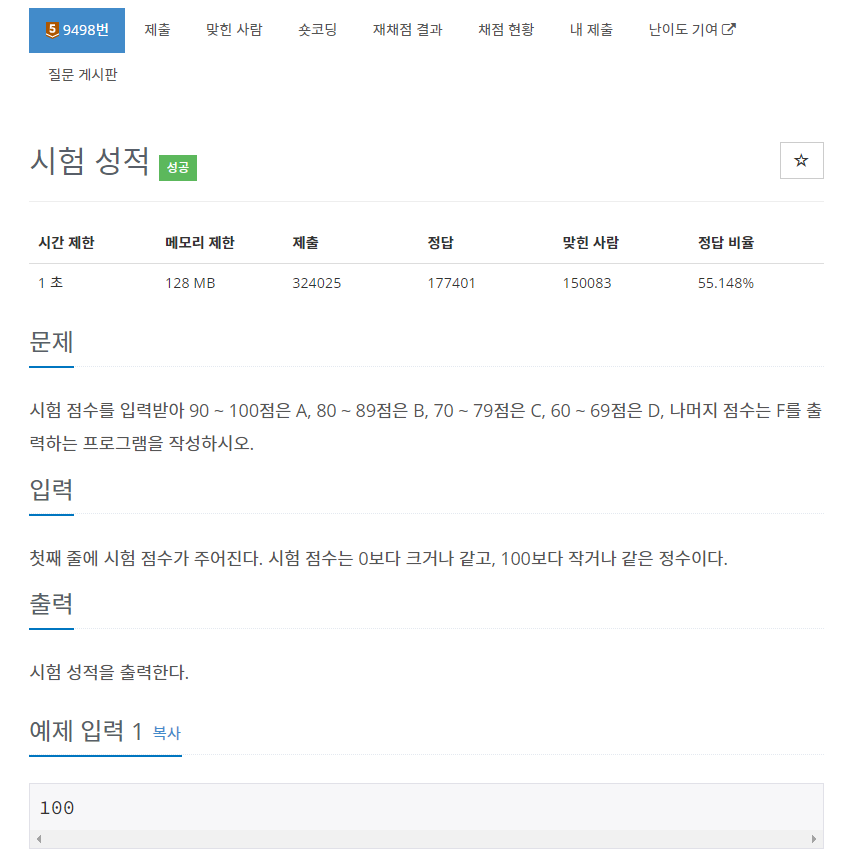 5 9498번 제출 맞힌 사람 숏코딩 재채점 결과 채점 현황 내 제출 난이도 기여
질문 게시판
시험 성적 성공
시간 제한 메모리 제한 제출 정답 맞힌 사람 정답 비율
1 초 128 MB 324025 177401 150083 55.148%
문제
시험 점수를 입력받아 90 ~ 100점은 A, 80 ~ 89점은 B, 70 ~ 79점은 C, 60 ~ 69점은 D, 나머지 점수는 F를 출
력하는 프로그램을 작성하시오.
입력
첫째 줄에 시험 점수가 주어진다. 시험 점수는 0보다 크거나 같고, 100보다 작거나 같은 정수이다.
출력
시험 성적을 출력한다.
예제 입력 1 복사
100